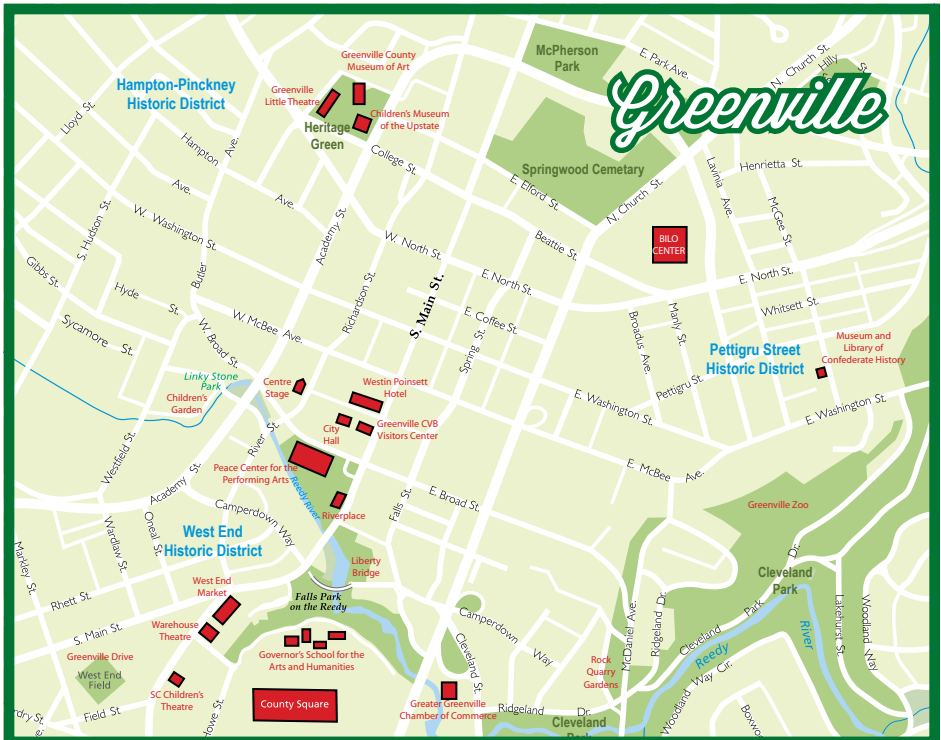 Greenville
McPherson
Park
E. Park Ave.
N. Church St.
Hilly
St.
Greenville County
Museum of Art
Hampton-Pinckney
Historic District
Greenville
Little Theatre
Children's Museum
of the Upstate
Heritage
Green
Lloyd St.
Hampton
Ave.
Ave.
Ave.
College St.
Springwood Cemetery
E. Elford St.
N. Church St.
Lavinia
Ave.
Henrietta St.
McGee St.
W. Washington St.
S. Hudson St.
Academy St.
Butler
W. North St.
Beattie St.
BILO
CENTER
Gibbs St.
Hyde
St.
Richardson St.
S. Main St.
E. North St.
E. North St.
Whitsett St.
Sycamore
St.
W. Broad St.
W. McBee
Ave.
E. Coffee St.
Spring St.
Broadus Ave.
Manly St.
Museum and
Library of
Confederate History
Pettigru Street
Historic District
Linky Stone
Park
Children's
Garden
Centre
Stage
Westin Poinsett
Hotel
Pettigru St.
City
Hall
Greenville CVB
Visitors Center
E. Washington St.
E. Washington St.
Westfield St.
River
St.
Peace Center for the
Performing Arts
E. McBee
Ave.
Academy St.
Reedy River
Riverplace
Falls St.
E. Broad St.
Greenville Zoo
Camperdown Way
Wardlaw St.
Oneal St.
West End
Historic District
Markley St.
Liberty
Bridge
Dr.
Cleveland
Park
West End
Market
Falls Park
on the Reedy
Rhett St.
S. Main St.
Warehouse
Theatre
Camperdown
Way
McDaniel Ave.
Ridgeland Dr.
Cleveland
Park
Reedy
River
Lakehurst St.
Woodland Way
Governor's School for the
Arts and Humanities
Cleveland St.
Greenville Drive
West End
Field
Rock
Quarry
Gardens
SC Children's
Theatre
County Square
Greater Greenville
Chamber of Commerce
Ridgeland
Dr.
Woodland Way Cir.
Field St.
Howe St.
Cleveland
Park